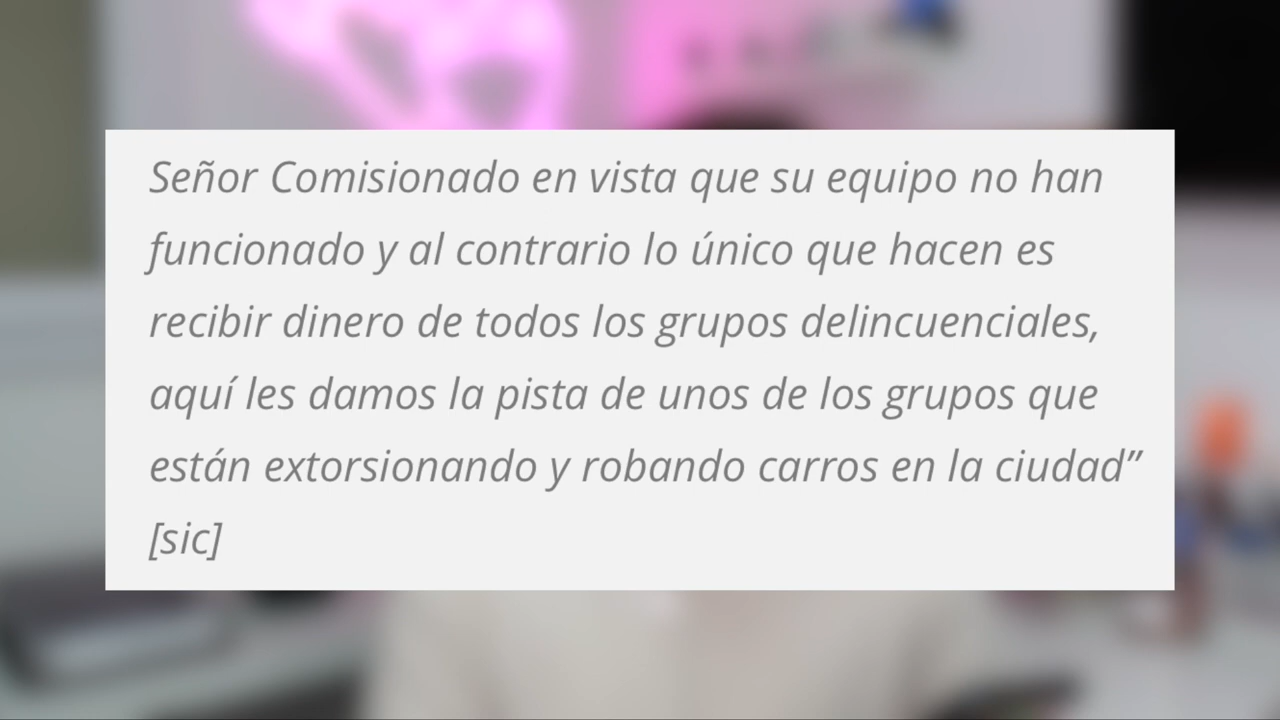 Señor Comisionado en vista que su equipo no han
funcionado y al contrario lo único que hacen es
recibir dinero de todos los grupos delincuenciales,
aquí les damos la pista de unos de los grupos que
están extorsionando y robando carros en la ciudad”
[sic]